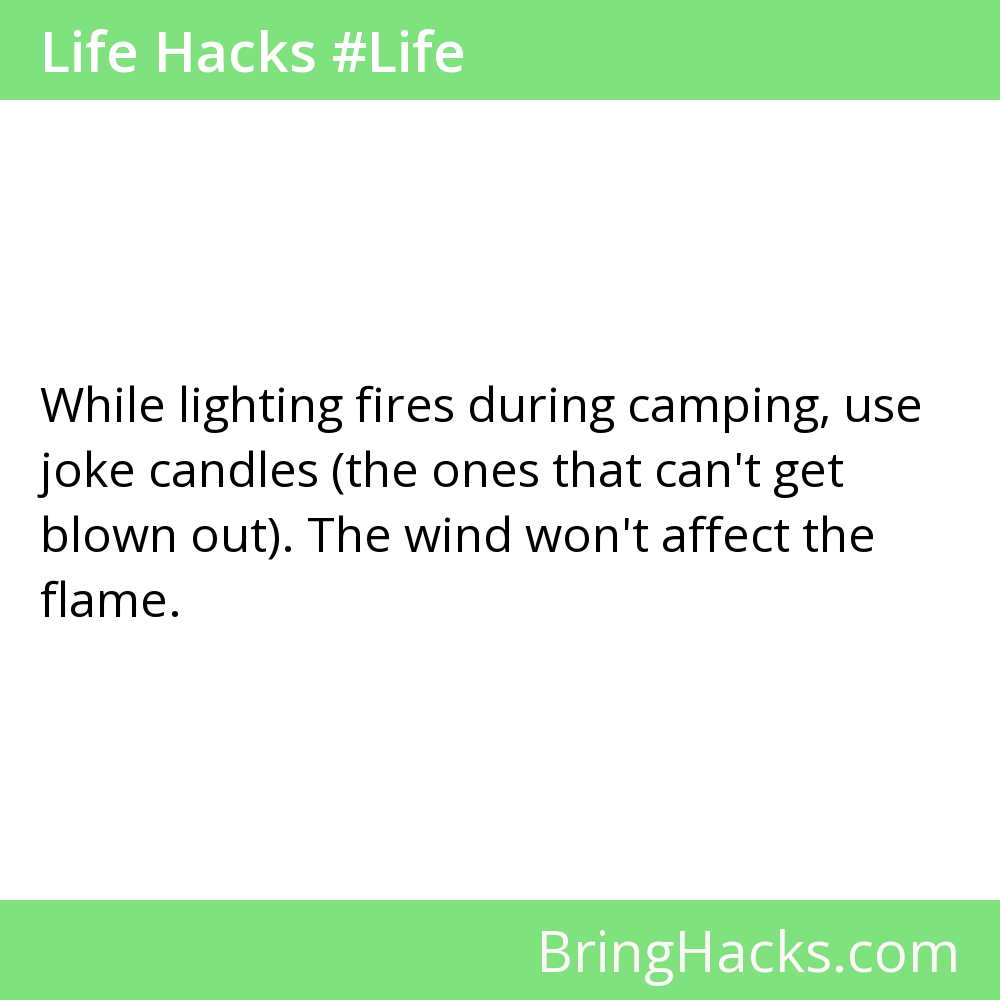 Life Hacks #Life
While lighting fires during camping, use
joke candles (the ones that can't get
blown out). The wind won't affect the
flame.
BringHacks.com